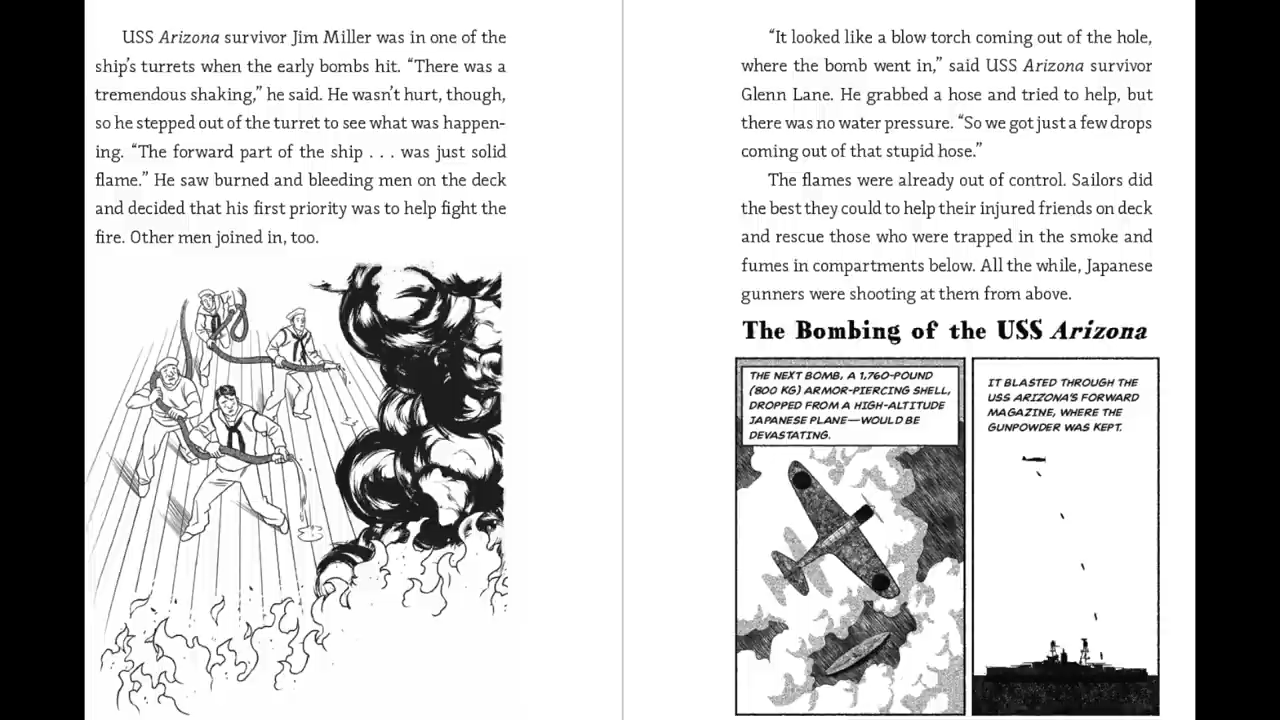 USS Arizona survivor Jim Miller was in one of the
ship’s turrets when the early bombs hit. “There was a
tremendous shaking,” he said. He wasn’t hurt, though,
so he stepped out of the turret to see what was happen-
ing. “The forward part of the ship . . . was just solid
flame.” He saw burned and bleeding men on the deck
and decided that his first priority was to help fight the
fire. Other men joined in, too.
“It looked like a blow torch coming out of the hole,
where the bomb went in,” said USS Arizona survivor
Glenn Lane. He grabbed a hose and tried to help, but
there was no water pressure. “So we got just a few drops
coming out of that stupid hose.”
The flames were already out of control. Sailors did
the best they could to help their injured friends on deck
and rescue those who were trapped in the smoke and
fumes in compartments below. All the while, Japanese
gunners were shooting at them from above.
The Bombing of the USS Arizona
THE NEXT BOMB, A 1,760-POUND
(800 KG) ARMOR-PIERCING SHELL,
DROPPED FROM A HIGH-ALTITUDE
JAPANESE PLANE—WOULD BE
DEVASTATING.
IT BLASTED THROUGH THE
USS ARIZONA’S FORWARD
MAGAZINE, WHERE THE
GUNPOWDER WAS KEPT.